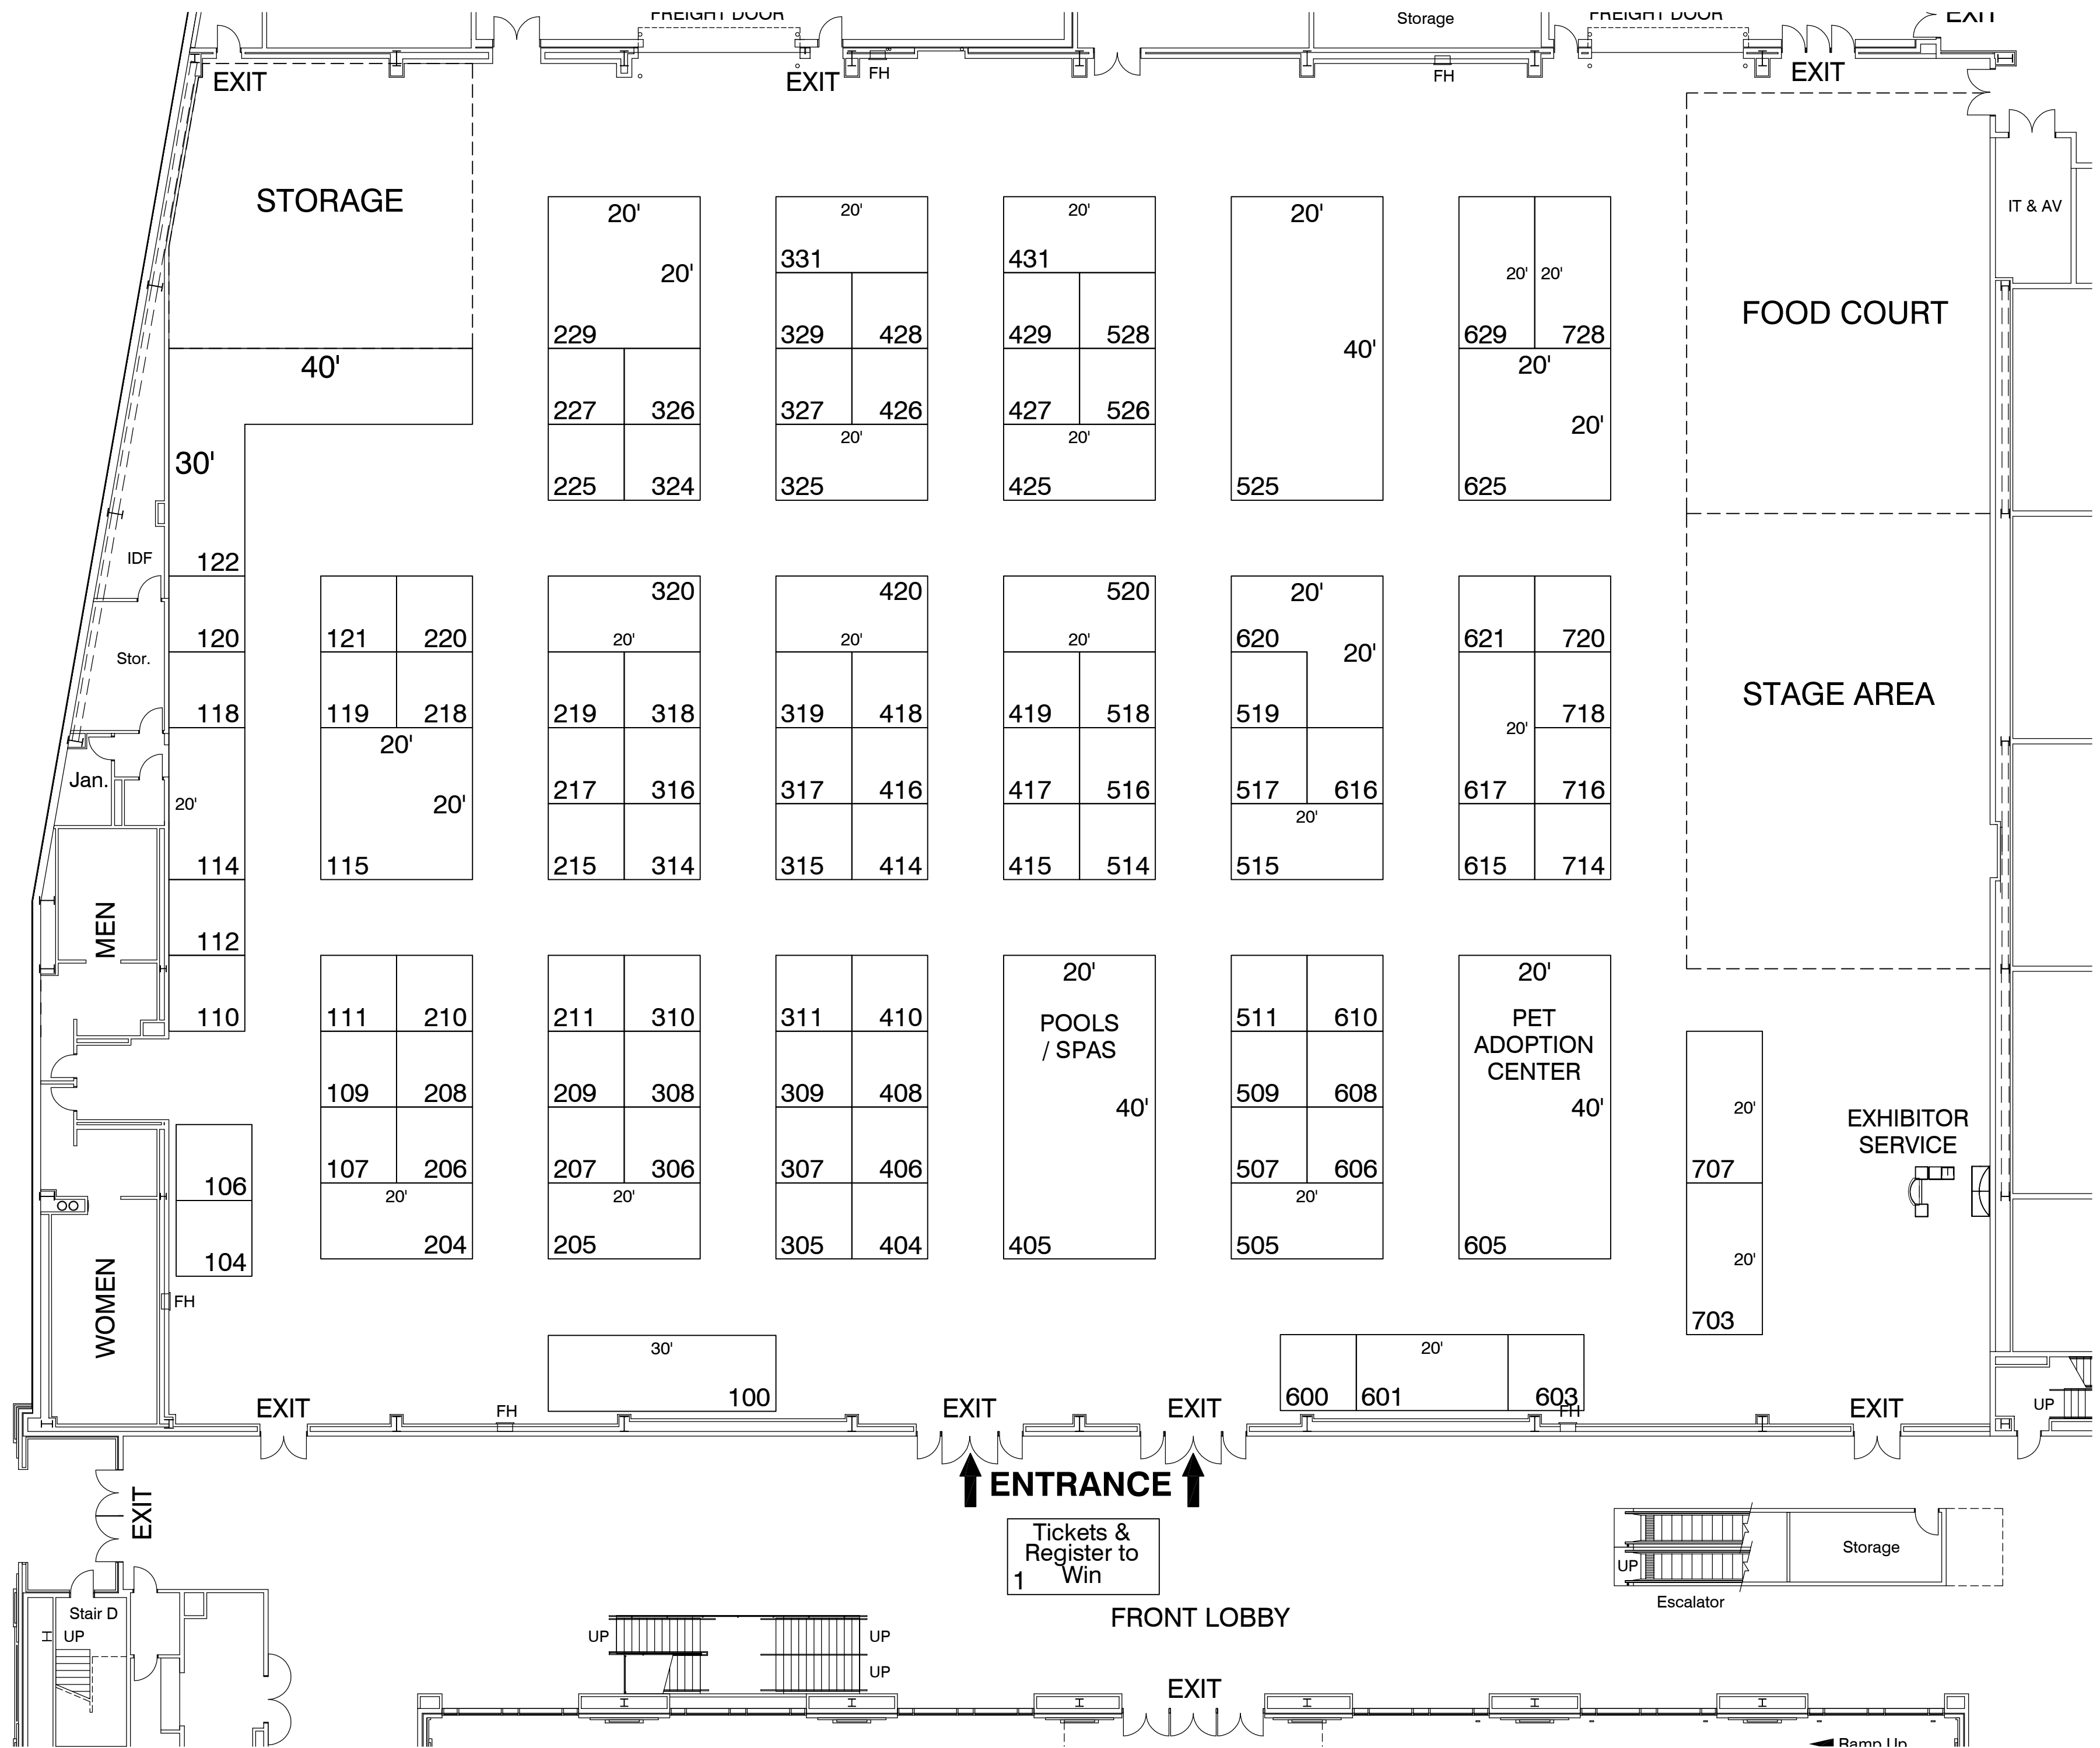 FREIGHT DOOR
Storage
FREIGHT DOOR
EXIT
EXIT
EXIT
FH
FH
EXIT
STORAGE
IT & AV
20'
20'
20'
20'
20'
331
431
20'
20' 20'
FOOD COURT
229
329 428
429 528
40'
629 728
40'
20'
227 326
327 426
427 526
20'
20'
20'
30'
225 324
325
425
525
625
IDF
122
320
420
520
20'
120
121 220
20'
20'
20'
620
20'
621 720
Stor.
STAGE AREA
118
119 218
219 318
319 418
419 518
519
718
20'
20'
Jan.
20'
20'
217 316
317 416
417 516
517 616
617 716
20'
114
115
215 314
315 414
415 514
515
615 714
MEN
112
20'
20'
110
111 210
211 310
311 410
POOLS
/ SPAS
511 610
PET
ADOPTION
CENTER
109 208
209 308
309 408
40'
509 608
40'
20'
EXHIBITOR
SERVICE
107 206
207 306
307 406
507 606
707
106
20'
20'
20'
104
204
205
305 404
405
505
605
20'
WOMEN
FH
703
30'
20'
100
600 601 603
EXIT
FH
EXIT
EXIT
FH
EXIT
UP
ENTRANCE
EXIT
Tickets &
Register to
Win
1
UP
Storage
Escalator
Stair D
UP
FRONT LOBBY
UP
UP
UP
EXIT
Ramp Up